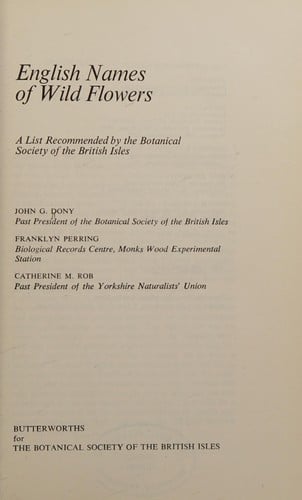 English Names
of Wild Flowers
A List Recommended by the Botanical
Society of the British Isles
JOHN G. DONY
Past President of the Botanical Society of the British Isles
FRANKLYN PERRING
Biological Records Centre, Monks Wood Experimental
Station
CATHERINE M. ROB
Past President of the Yorkshire Naturalists' Union
BUTTERWORTHS
for
THE BOTANICAL SOCIETY OF THE BRITISH ISLES